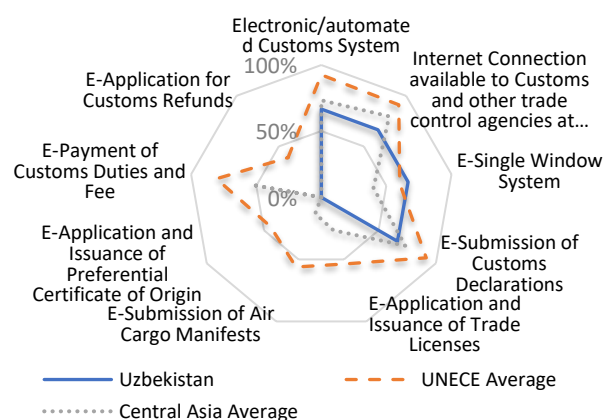 Electronic/automate
d Customs System
100%
E-Application for
Customs Refunds
Internet Connection
available to Customs
and other trade
control agencies at...
50%
E-Payment of
Customs Duties and
Fee
E-Single Window
System
0%
E-Application and
Issuance of
Preferential
Certificate of Origin
E-Submission of
Customs
Declarations
E-Submission of Air
Cargo Manifests
E-Application and
Issuance of Trade
Licenses
Uzbekistan
UNECE Average
Central Asia Average